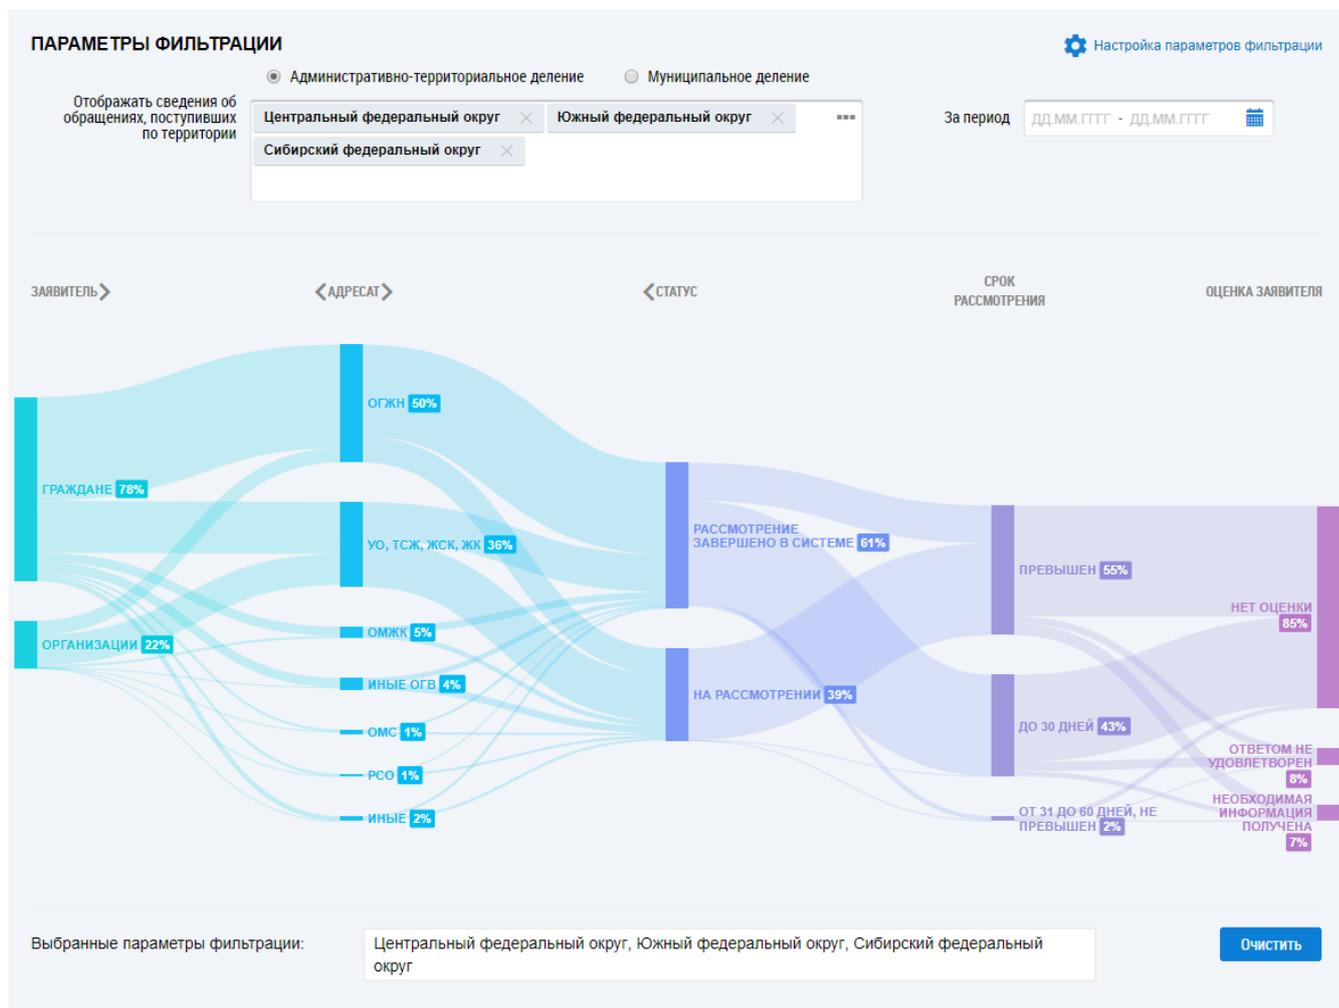 ПАРАМЕТРЫ ФИЛЬТРАЦИИ
Настройка параметров фильтрации
Административно-территориальное деление
Муниципальное деление
Отображать сведения об
обращениях, поступивших
по территории
Центральный федеральный округ
Южный федеральный округ
Сибирский федеральный округ
За период
ДД.ММ.ГГГГ - ДД.ММ.ГГГГ
ЗАЯВИТЕЛЬ
АДРЕСАТ
СТАТУС
СРОК
РАССМОТРЕНИЯ
ОЦЕНКА ЗАЯВИТЕЛЯ
ГРАЖДАНЕ 78%
ОРГАНИЗАЦИИ 22%
ОГЖН 50%
УО, ТСЖ, ЖСК, ЖК 36%
ОМЖК 5%
ИНЫЕ ОГВ 4%
ОМС 1%
РСО 1%
ИНЫЕ 2%
РАССМОТРЕНИЕ
ЗАВЕРШЕНО В СИСТЕМЕ 61%
НА РАССМОТРЕНИИ 39%
ПРЕВЫШЕН 55%
ДО 30 ДНЕЙ 43%
ОТ 31 ДО 60 ДНЕЙ, НЕ
ПРЕВЫШЕН 2%
НЕТ ОЦЕНКИ
85%
ОТВЕТОМ НЕ
УДОВЛЕТВОРЕН
8%
НЕОБХОДИМАЯ
ИНФОРМАЦИЯ
ПОЛУЧЕНА
7%
Выбранные параметры фильтрации:
Центральный федеральный округ, Южный федеральный округ, Сибирский федеральный
округ
Очистить